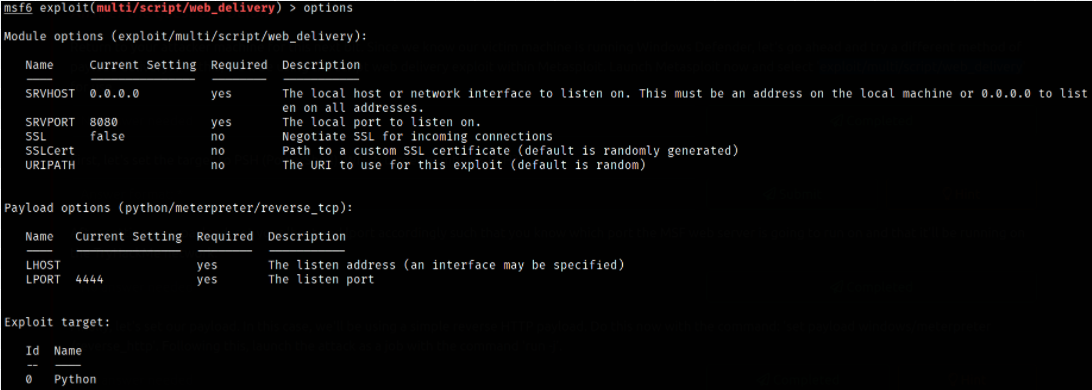 msf6 exploit(multi/script/web_delivery) > options
Module options (exploit/multi/script/web_delivery):
Name Current Setting Required Description
---- --------------- -------- -----------
SRVHOST 0.0.0.0 yes The local host or network interface to listen on. This must be an address on the local machine or 0.0.0.0 to list
en on all addresses.
SRVPORT 8080 yes The local port to listen on.
SSL false no Negotiate SSL for incoming connections
SSLCert no Path to a custom SSL certificate (default is randomly generated)
URIPATH no The URI to use for this exploit (default is random)
Payload options (python/meterpreter/reverse_tcp):
Name Current Setting Required Description
---- --------------- -------- -----------
LHOST yes The listen address (an interface may be specified)
LPORT 4444 yes The listen port
Exploit target:
Id Name
-- ----
0 Python